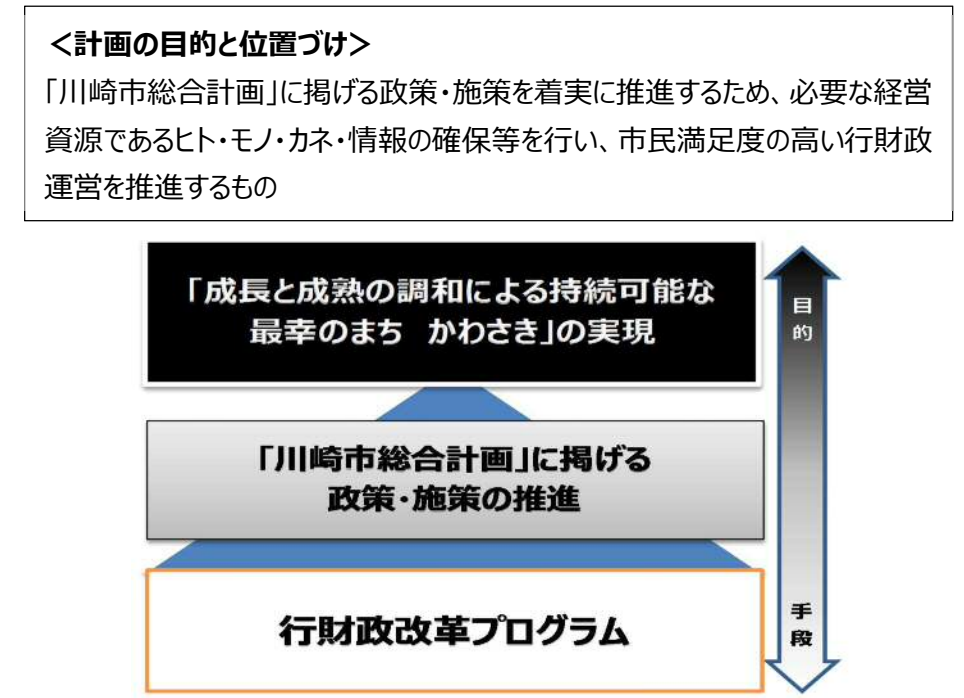 ＜計画の目的と位置づけ＞
「川崎市総合計画」に掲げる政策・施策を着実に推進するため、必要な経営
資源であるヒト・モノ・カネ・情報の確保等を行い、市民満足度の高い行財政
運営を推進するもの
「成長と成熟の調和による持続可能な
最幸のまち　かわさき」の実現
目的
「川崎市総合計画」に掲げる
政策・施策の推進
行財政改革プログラム
手段